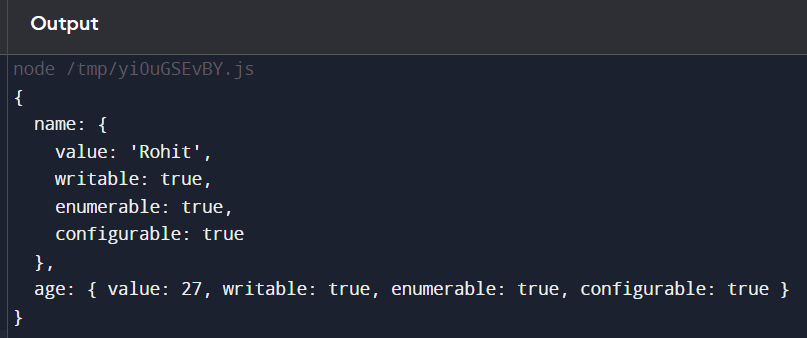 Output
node /tmp/yiOuGSEvBY.js
{
  name: {
    value: 'Rohit',
    writable: true,
    enumerable: true,
    configurable: true
  },
  age: { value: 27, writable: true, enumerable: true, configurable: true }
}